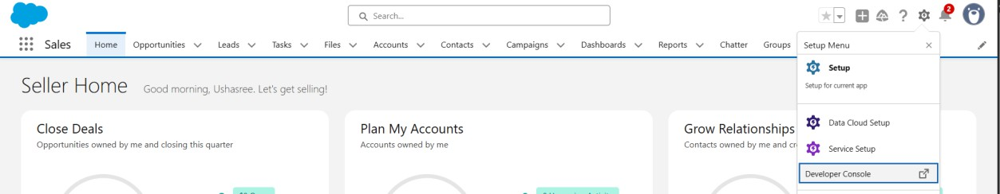 Search...
2
Sales
Home
Opportunities
Leads
Tasks
Files
Accounts
Contacts
Campaigns
Dashboards
Reports
Chatter
Groups
Setup Menu
Setup
Setup for current app
Data Cloud Setup
Service Setup
Developer Console
Seller Home
Good morning, Ushasree. Let's get selling!
Close Deals
Opportunities owned by me and closing this quarter
Plan My Accounts
Accounts owned by me
Grow Relationships
Contacts owned by me and cr